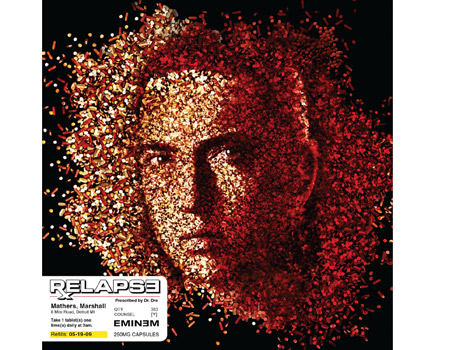 RELAPSE
Rx
Prescribed by Dr. Dre
Mathers, Marshall
8 Mile Road, Detroit MI
QTY
COUNSEL
Take 1 tablet(s) one
time(s) daily at 3am.
EMINEM
Refills: 05-19-09
250MG CAPSULES